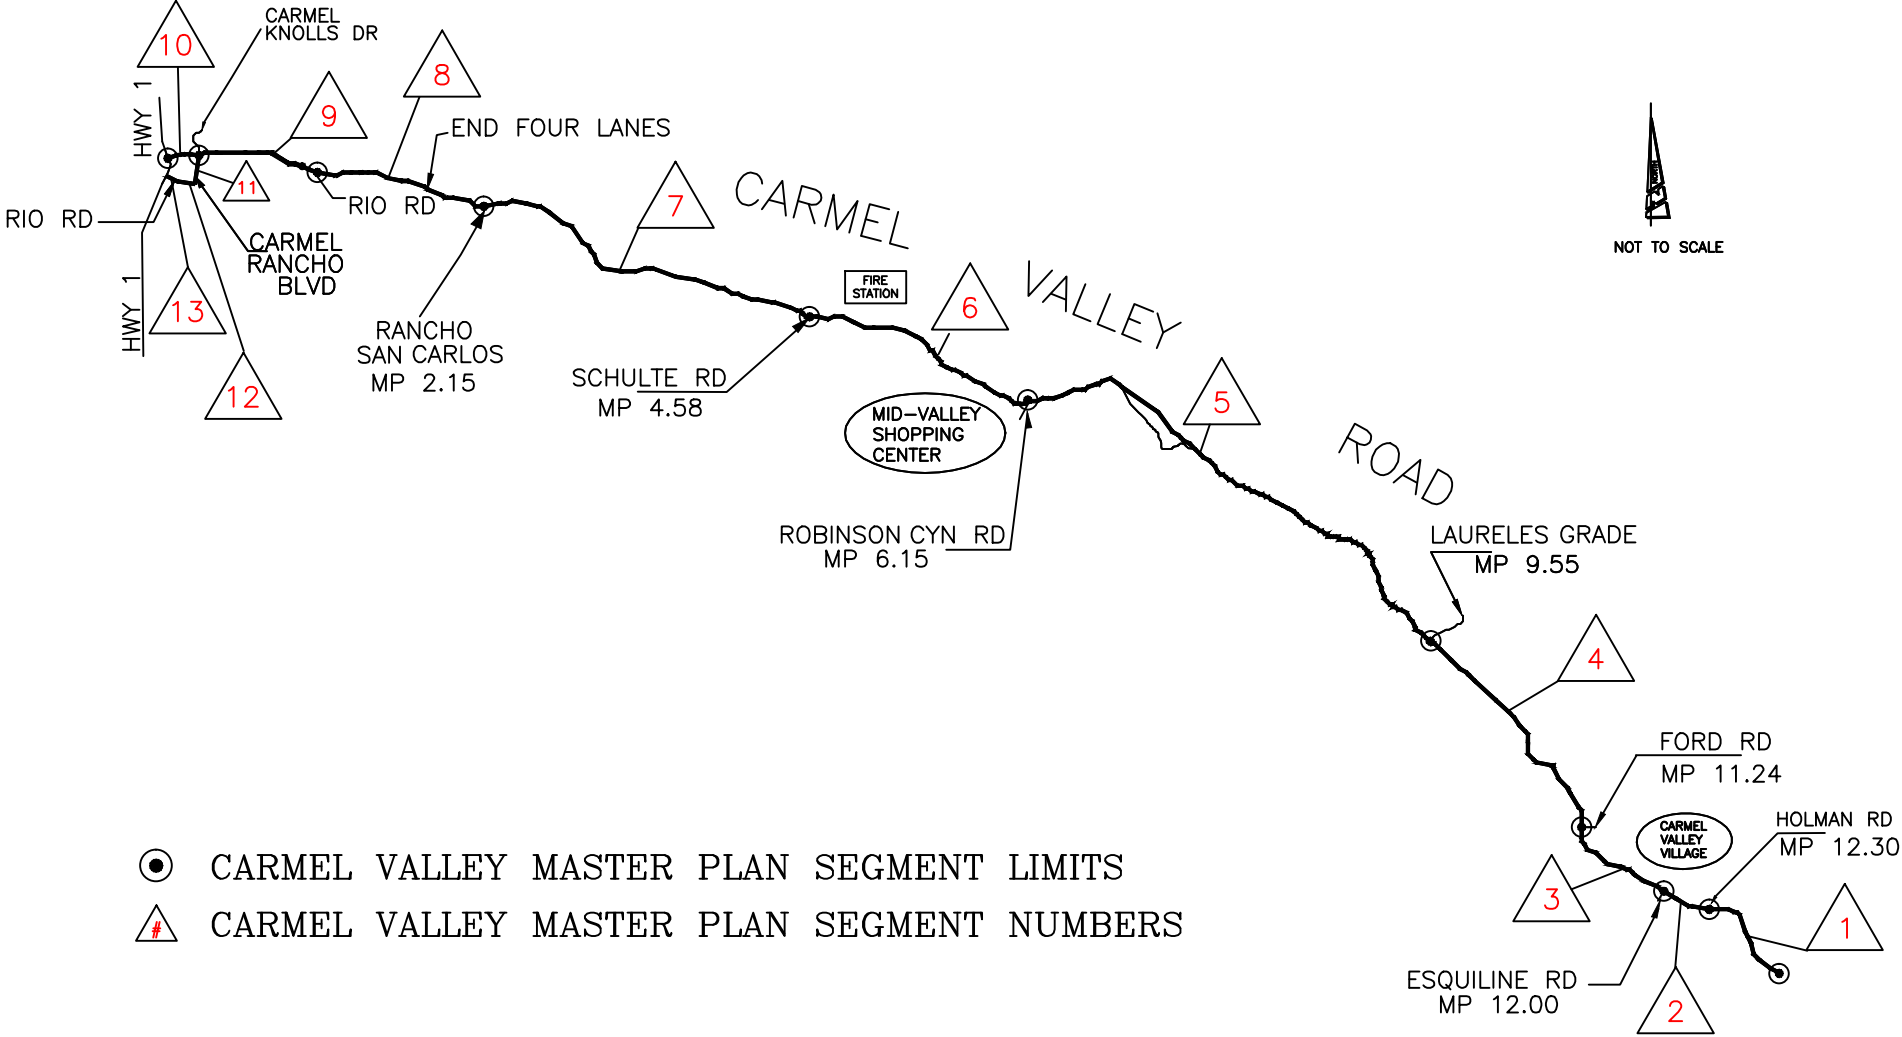 CARMEL
KNOLLS DR
10
8
9
HWY 1
END FOUR LANES
11
RIO RD
RIO RD
7
CARMEL
VALLEY
ROAD
NOT TO SCALE
CARMEL
RANCHO
BLVD
HWY 1
13
12
FIRE
STATION
6
RANCHO
SAN CARLOS
MP 2.15
SCHULTE RD
MP 4.58
MID-VALLEY
SHOPPING
CENTER
5
ROBINSON CYN RD
MP 6.15
LAURELES GRADE
MP 9.55
4
FORD RD
MP 11.24
CARMEL
VALLEY
VILLAGE
HOLMAN RD
MP 12.30
3
1
ESQUILINE RD
MP 12.00
2
CARMEL VALLEY MASTER PLAN SEGMENT LIMITS
# CARMEL VALLEY MASTER PLAN SEGMENT NUMBERS